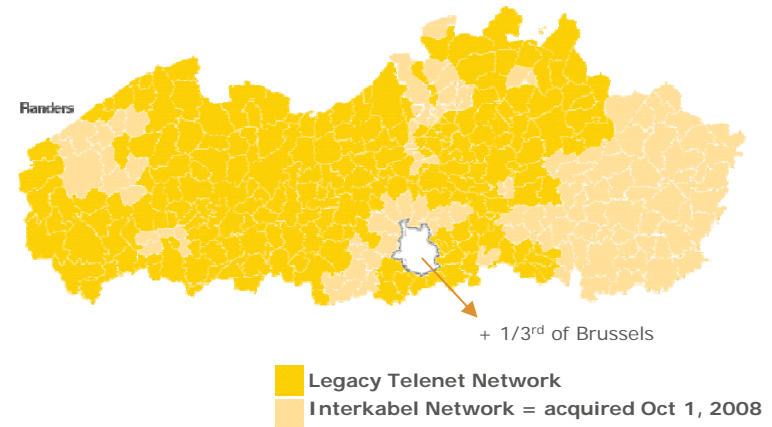 Flanders
+ 1/3rd of Brussels
Legacy Telenet Network
Interkabel Network = acquired Oct 1, 2008